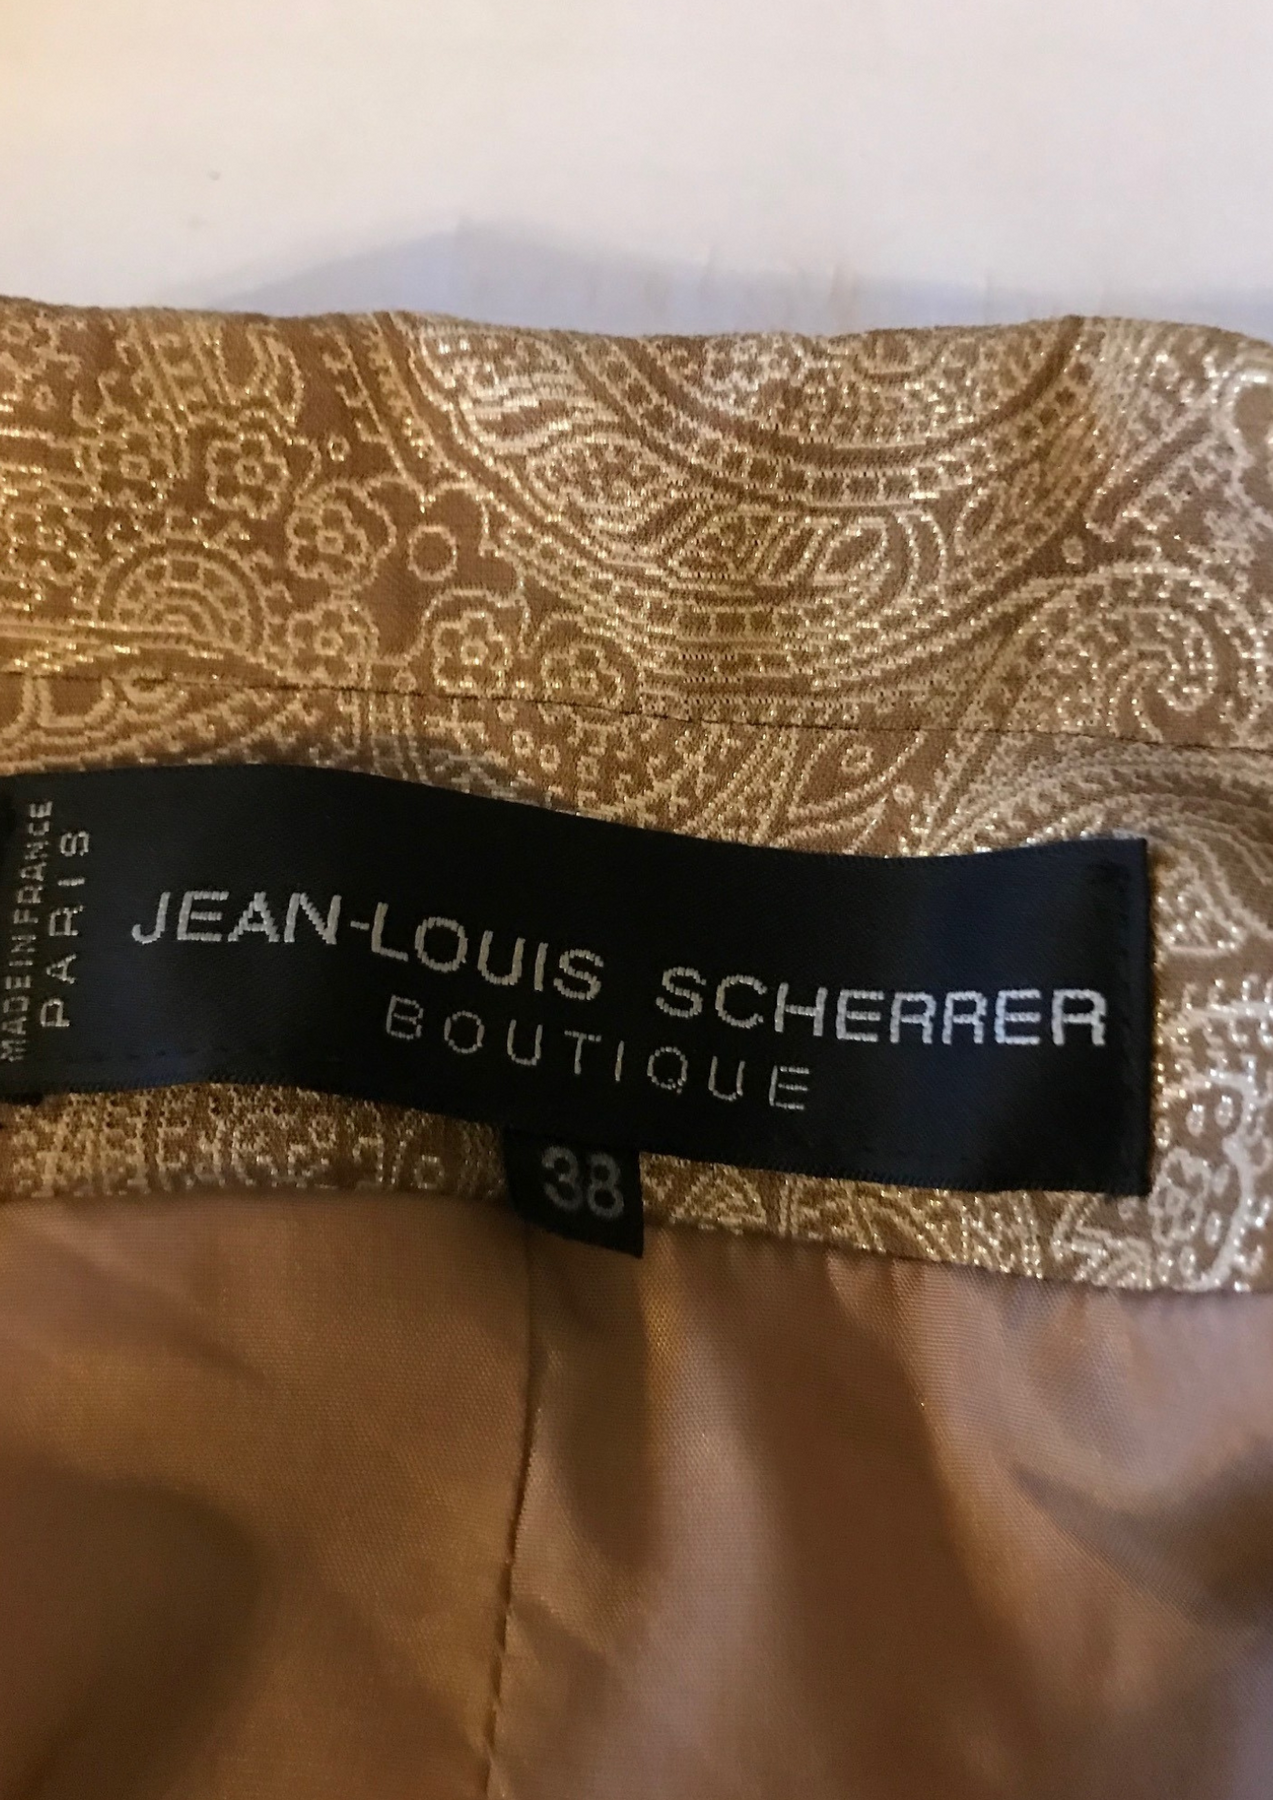 MADE IN FRANCE
PARIS
JEAN-LOUIS SCHERRER
BOUTIQUE
38